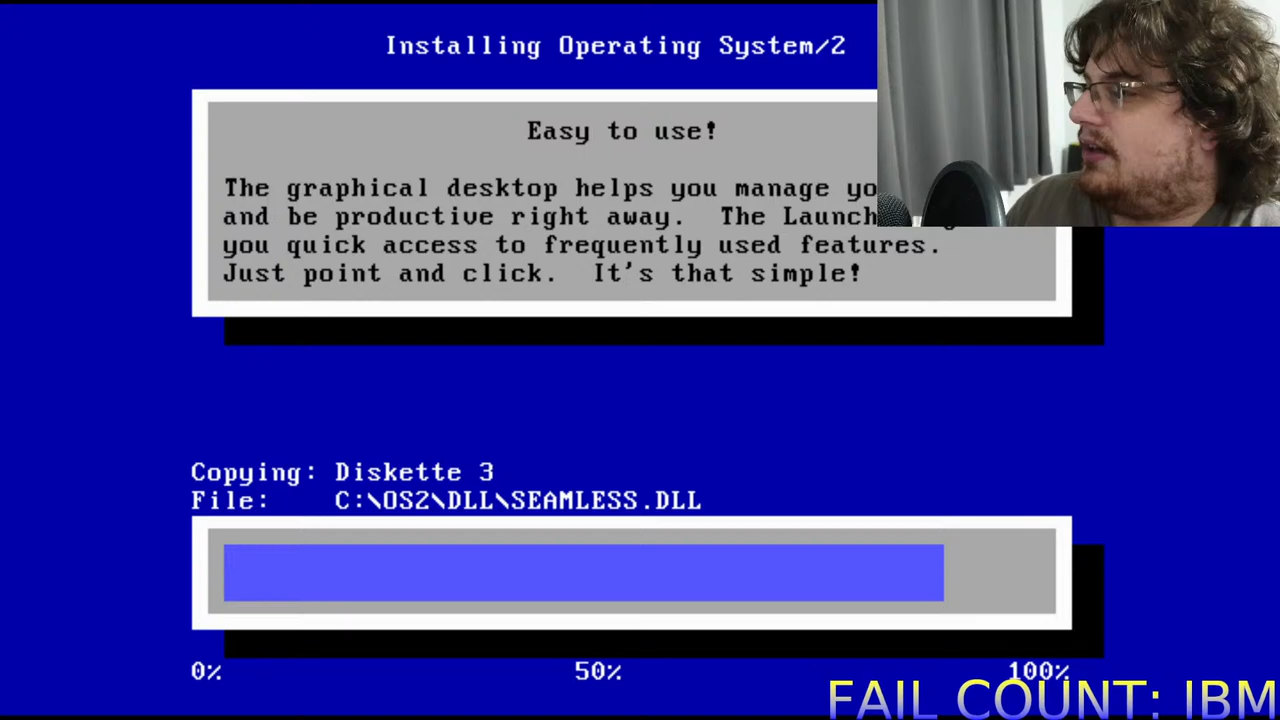 Installing Operating System/2
Easy to use!
The graphical desktop helps you manage
and be productive right away. The
you quick access to frequently used features.
Just point and click. It's that simple!
Copying: Diskette 3
File: C:\OS2\DLL\SEAMLESS.DLL
0% 50% 100%
FAIL COUNT: IBM